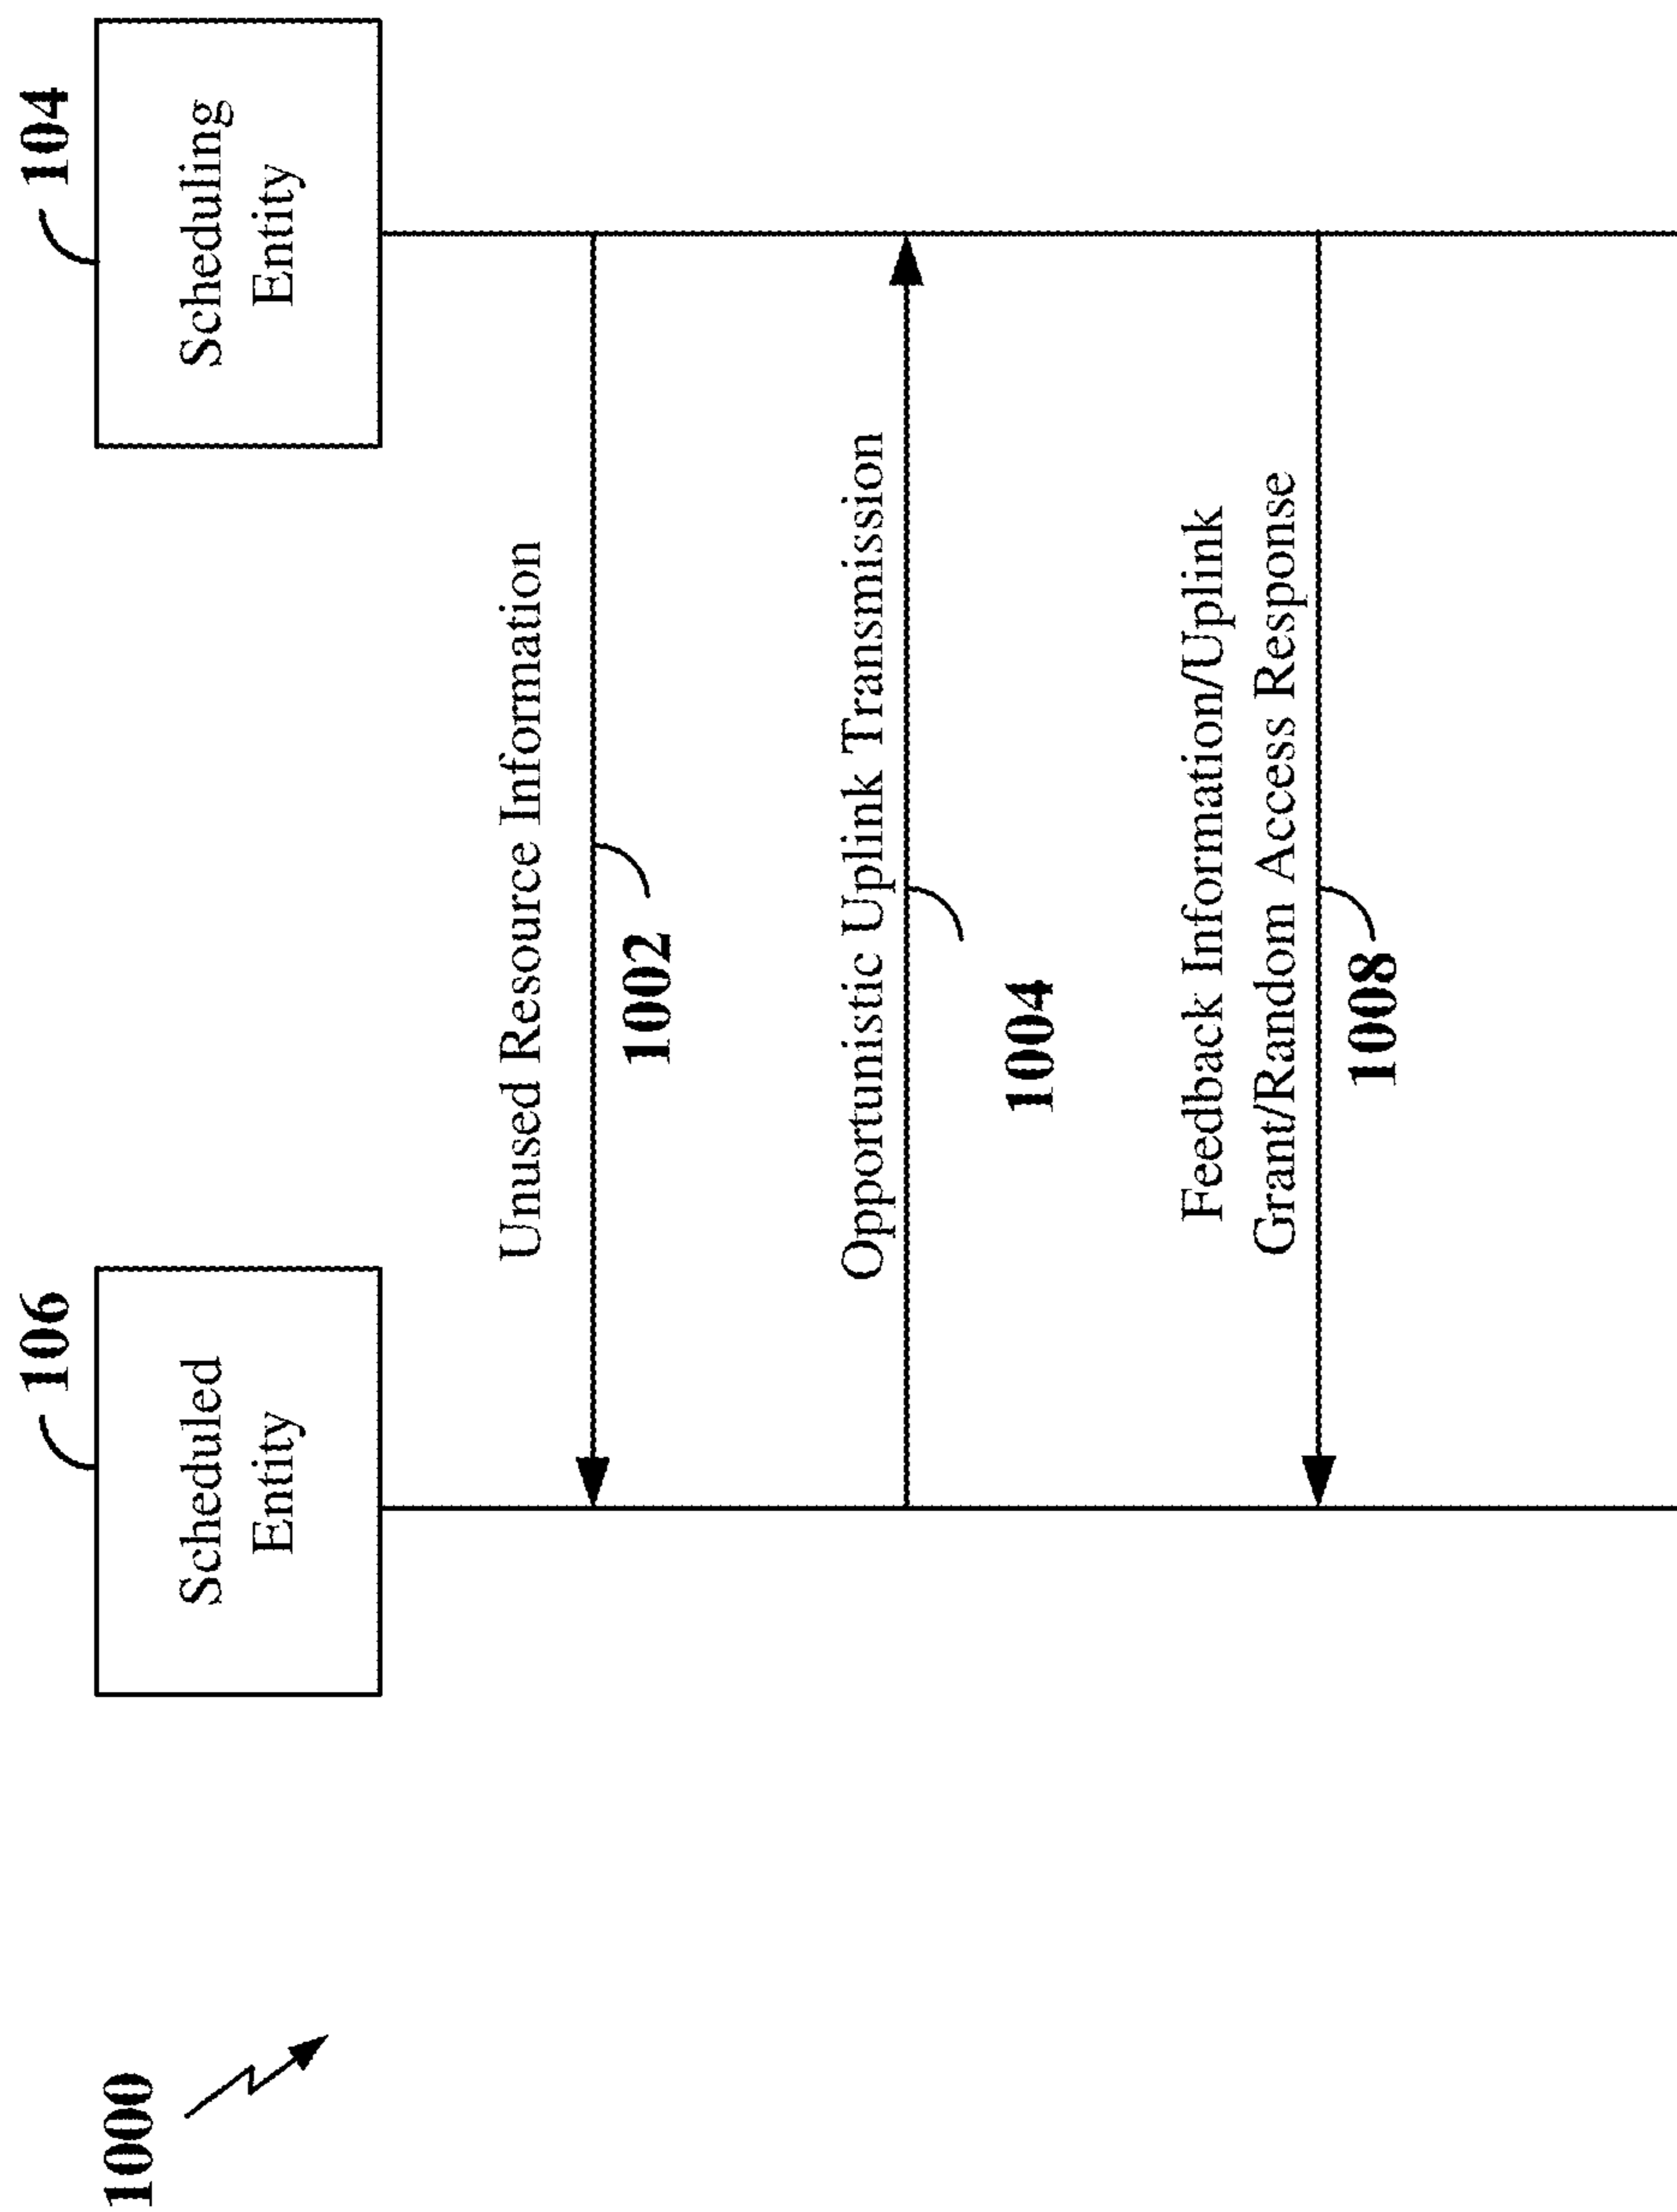 1000
106
Scheduled
Entity
104
Scheduling
Entity
Unused Resource Information
1002
Opportunistic Uplink Transmission
1004
Feedback Information/Uplink
Grant/Random Access Response
1008